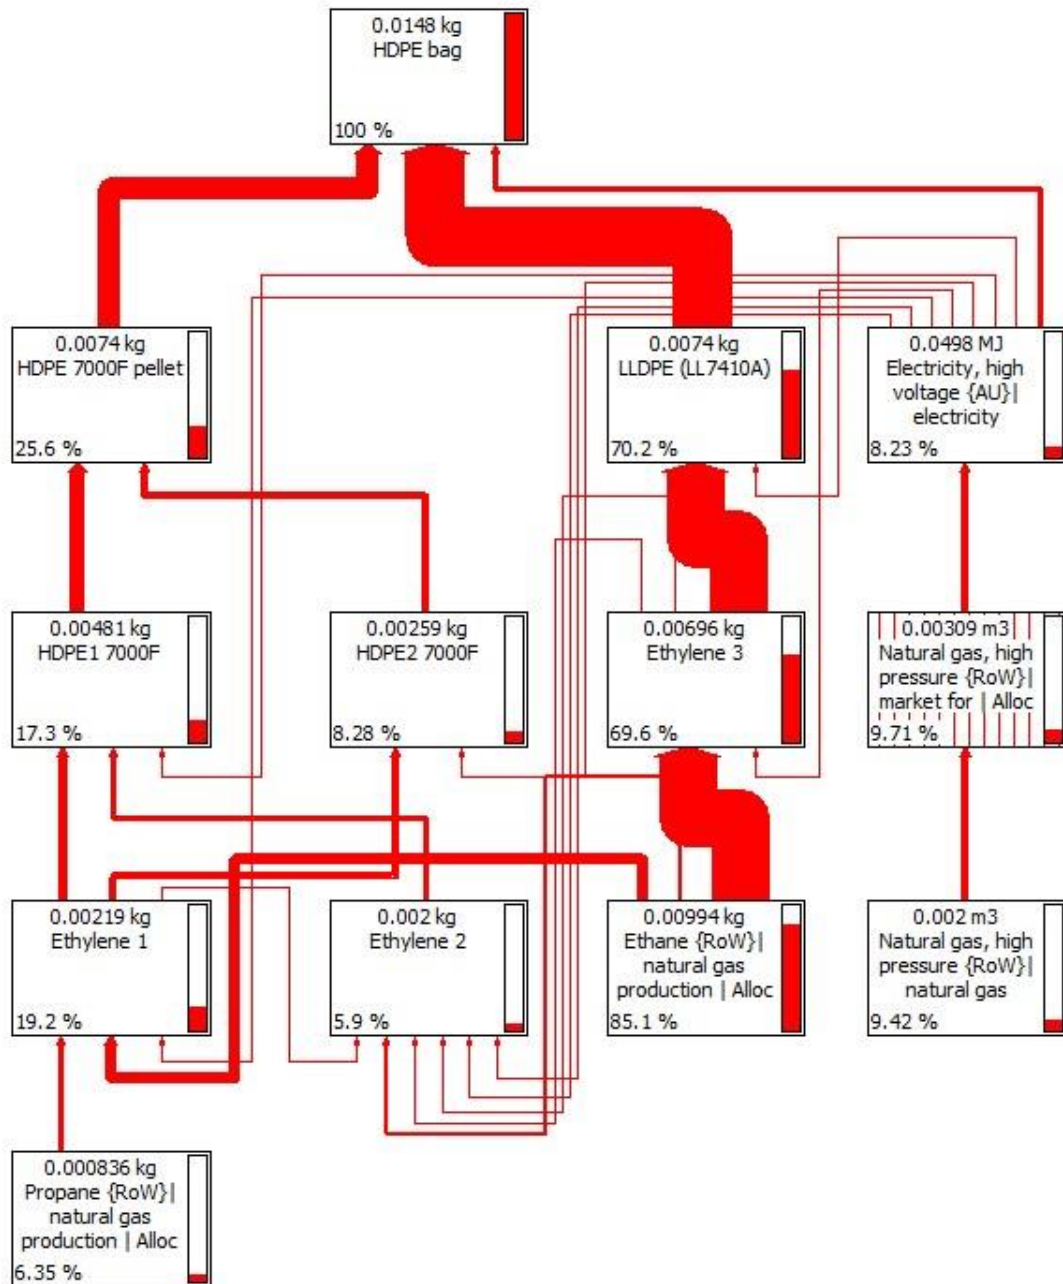 0.0148 kg
HDPE bag
100 %
0.0074 kg
HDPE 7000F pellet
25.6 %
0.0074 kg
LLDPE (LL7410A)
70.2 %
0.0498 MJ
Electricity, high
voltage {AU}|
electricity
8.23 %
0.00481 kg
HDPE1 7000F
17.3 %
0.00259 kg
HDPE2 7000F
8.28 %
0.00696 kg
Ethylene 3
69.6 %
0.00309 m3
Natural gas, high
pressure {RoW}|
market for | Alloc
9.71 %
0.00219 kg
Ethylene 1
19.2 %
0.002 kg
Ethylene 2
5.9 %
0.00994 kg
Ethane {RoW}|
natural gas
production | Alloc
85.1 %
0.002 m3
Natural gas, high
pressure {RoW}|
natural gas
9.42 %
0.000836 kg
Propane {RoW}|
natural gas
production | Alloc
6.35 %